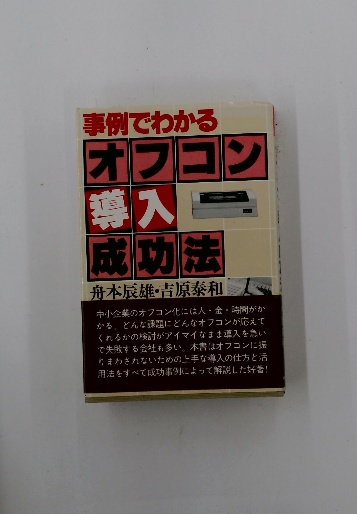 事例でわかる
オフコン
導入
成功法
舟本辰雄・吉原泰和
中小企業のオフコン化には人・金・時間がか
かる。どんな課題にどんなオフコンが応えて
くれるかの検討がアイマイなまま導入を急い
で失敗する会社も多い。本書はオフコンに振
りまわされないための上手な導入の仕方と活
用法をすべて成功事例によって解説した好著!